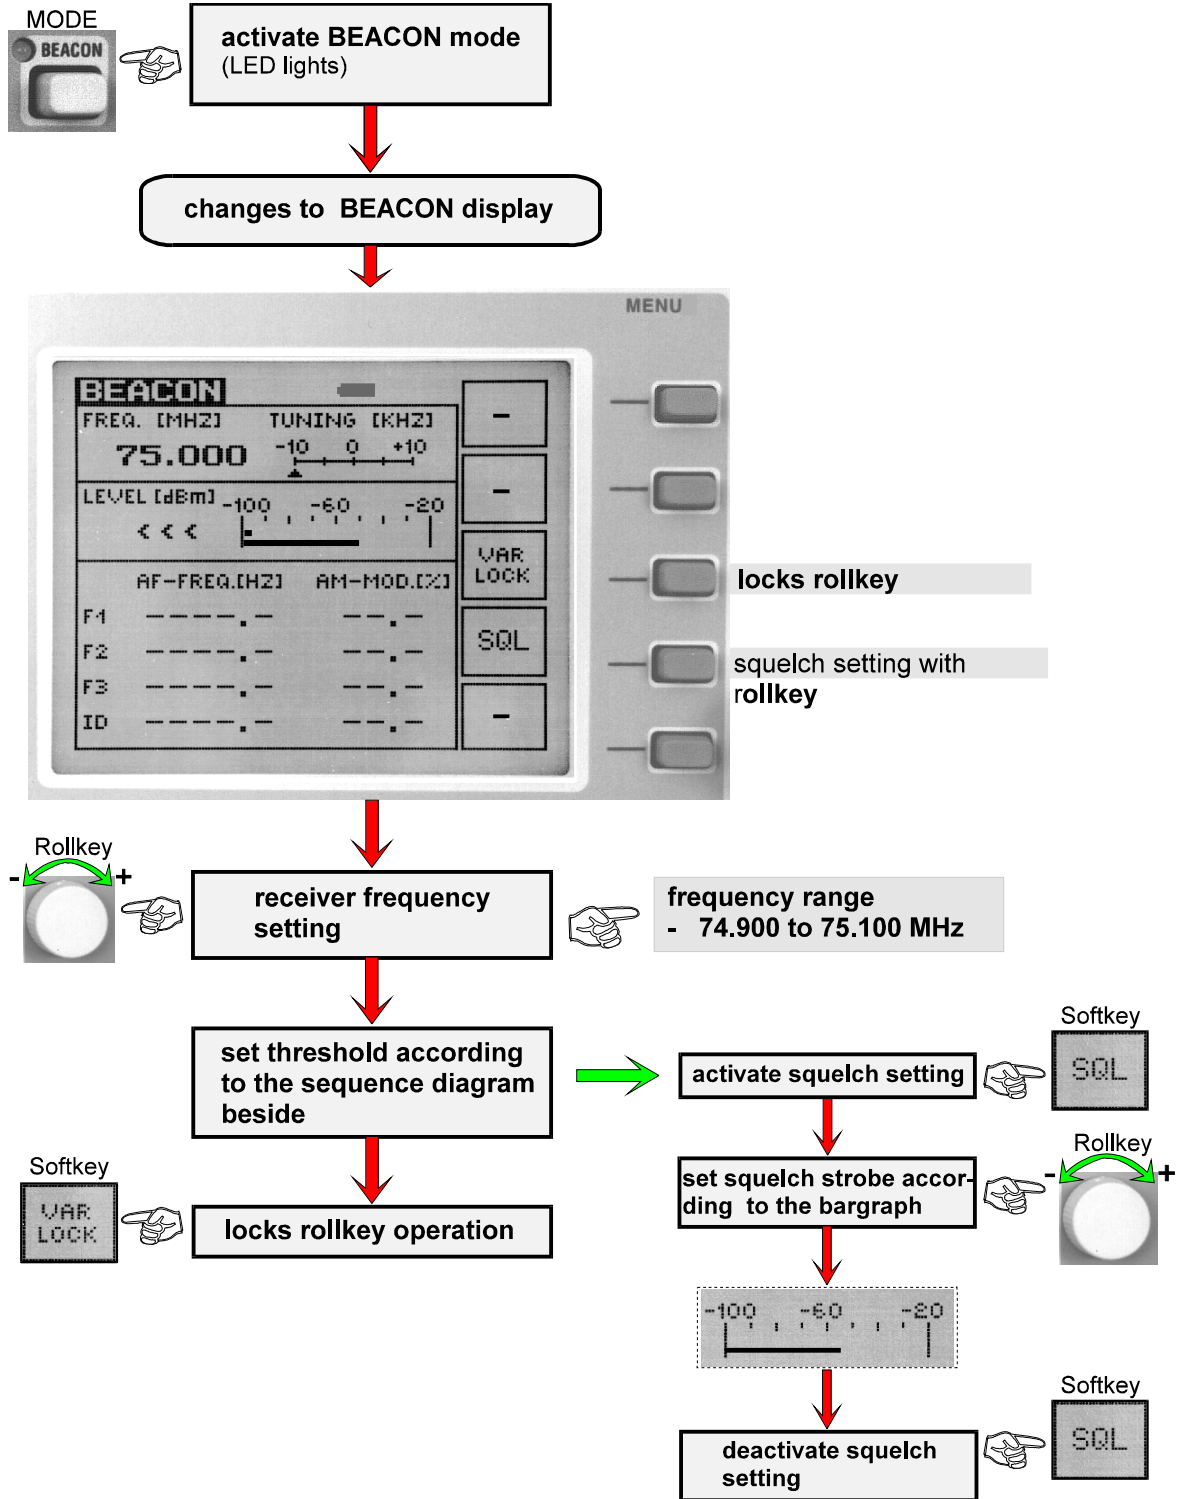 MODE
BEACON
activate BEACON mode
(LED lights)
changes to BEACON display
MENU
BEACON
FREQ. [MHZ] TUNING [KHZ]
75.000
-10 0 +10
LEVEL [dBm]
-100 -60 -20
< < <
AF-FREQ.[HZ] AM-MOD.[%]
F1 ----.- --.-
F2 ----.- --.-
F3 ----.- --.-
ID ----.- --.-
-
-
VAR
LOCK
SQL
-
locks rollkey
squelch setting with
rollkey
Rollkey
- +
receiver frequency
setting
frequency range
- 74.900 to 75.100 MHz
set threshold according
to the sequence diagram
beside
Softkey
VAR
LOCK
locks rollkey operation
activate squelch setting
Softkey
SQL
set squelch strobe accor-
ding to the bargraph
Rollkey
- +
-100 -60 -20
deactivate squelch
setting
Softkey
SQL